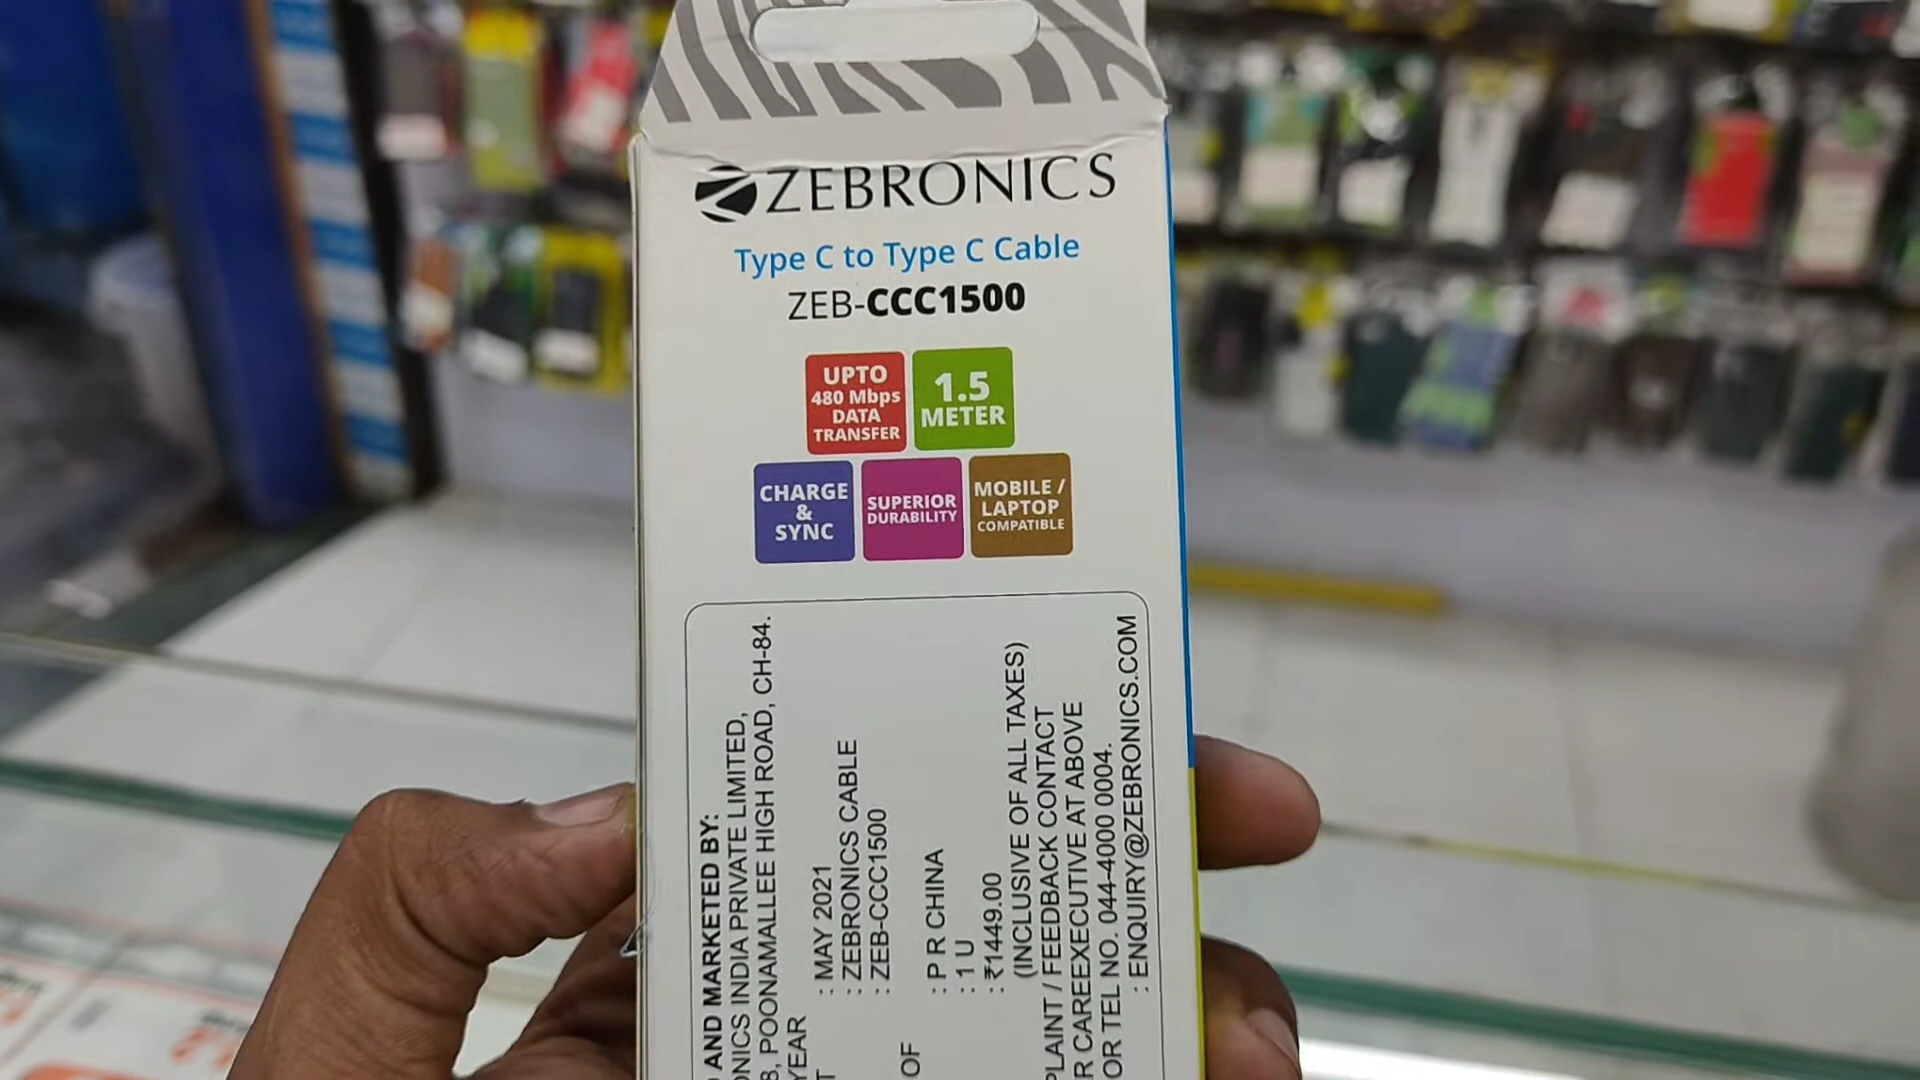 ZEBRONICS
Type C to Type C Cable
ZEB-CCC1500
UPTO
480 Mbps
DATA
TRANSFER
1.5
METER
CHARGE
&
SYNC
SUPERIOR
DURABILITY
MOBILE /
LAPTOP
COMPATIBLE
AND MARKETED BY:
ONICS INDIA PRIVATE LIMITED,
POONAMALLEE HIGH ROAD, CH-84.
YEAR : MAY 2021
: ZEBRONICS CABLE
: ZEB-CCC1500
OF
: P R CHINA
: 1 U
: ₹1449.00
(INCLUSIVE OF ALL TAXES)
PLAINT / FEEDBACK CONTACT
R CAREEXECUTIVE AT ABOVE
OR TEL NO. 044-4000 0004.
: ENQUIRY@ZEBRONICS.COM